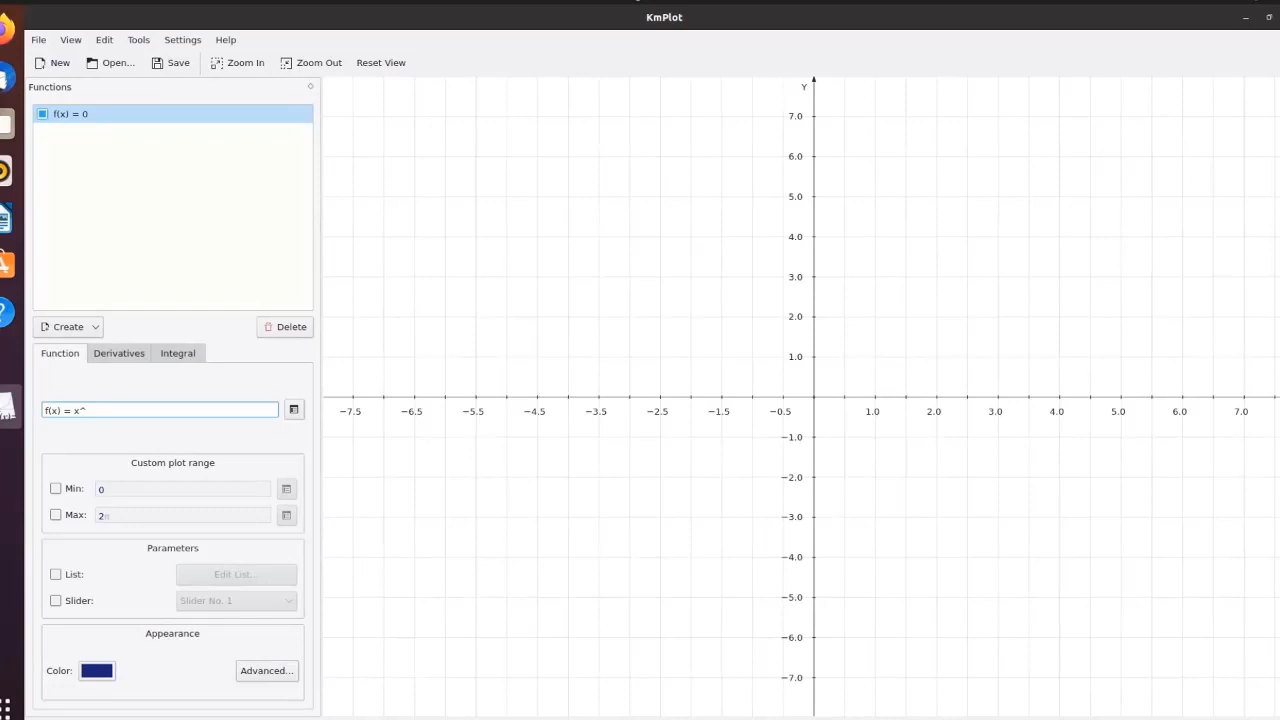 KmPlot
File View Edit Tools Settings Help
New Open... Save Zoom In Zoom Out Reset View
Functions
f(x) = 0
Create Delete
Function Derivatives Integral
f(x) = x^
Custom plot range
Min: 0
Max: 2π
Parameters
List: Edit List...
Slider: Slider No. 1
Appearance
Color: Advanced...
Y
7.0
6.0
5.0
4.0
3.0
2.0
1.0
−7.5 −6.5 −5.5 −4.5 −3.5 −2.5 −1.5 −0.5 1.0 2.0 3.0 4.0 5.0 6.0 7.0
−1.0
−2.0
−3.0
−4.0
−5.0
−6.0
−7.0